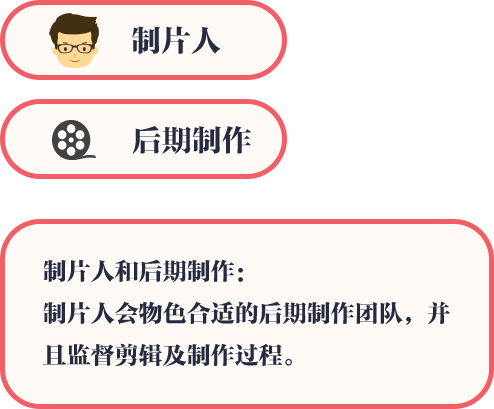 制片人
后期制作
制片人和后期制作：
制片人会物色合适的后期制作团队，并
且监督剪辑及制作过程。